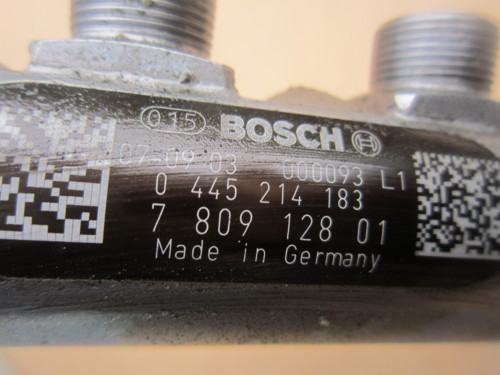 015 BOSCH
07-09-03 000093 L1
0 445 214 183
7 809 128 01
Made in Germany